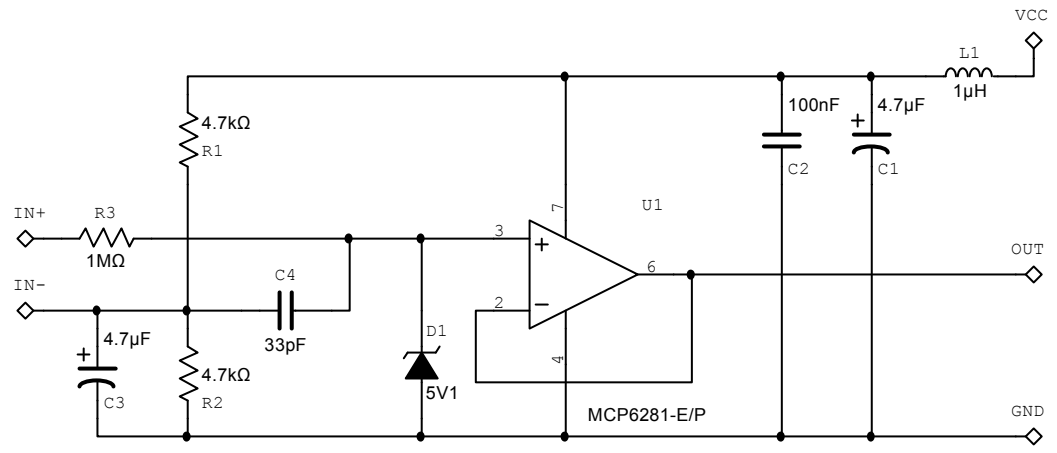 VCC
L1
1µH
100nF
4.7µF
C2
C1
4.7kΩ
R1
U1
7
IN+
R3
1MΩ
3
+
6
OUT
IN-
C4
33pF
2
−
4.7µF
+
C3
4.7kΩ
R2
D1
5V1
4
MCP6281-E/P
GND
+